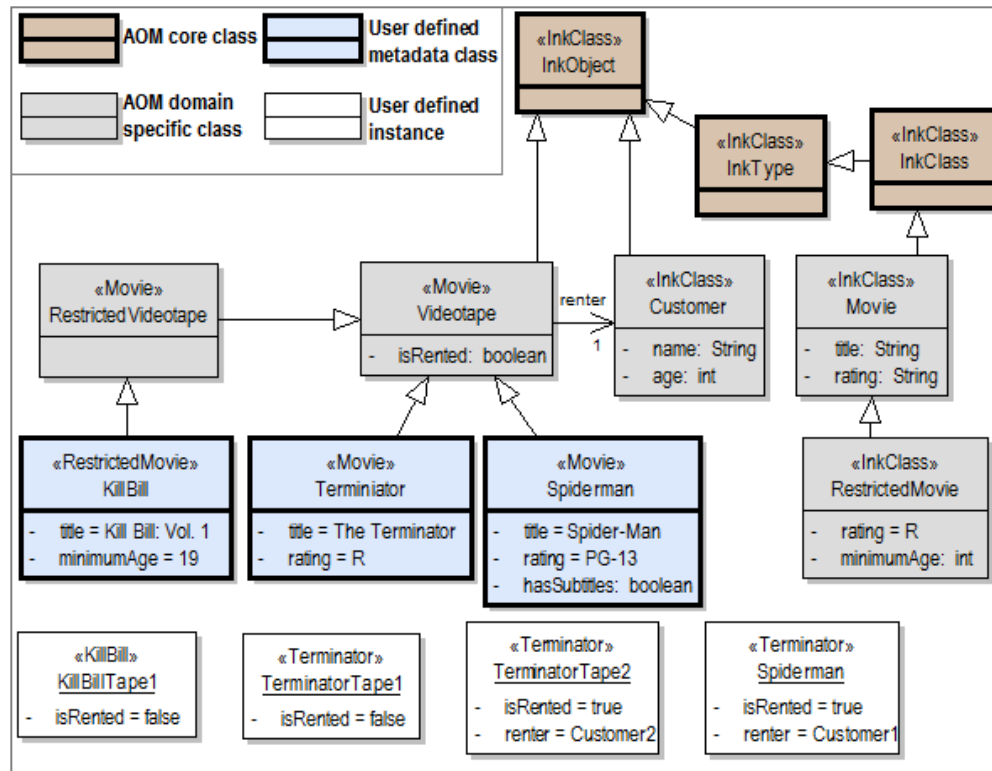 AOM core class
User defined
metadata class
AOM domain
specific class
User defined
instance
«InkClass»
InkObject
«InkClass»
InkType
«InkClass»
InkClass
«Movie»
RestrictedVideotape
«Movie»
Videotape
- isRented: boolean
renter
1
«InkClass»
Customer
- name: String
- age: int
«InkClass»
Movie
- title: String
- rating: String
«RestrictedMovie»
KillBill
- title = Kill Bill: Vol. 1
- minimumAge = 19
«Movie»
Terminiator
- title = The Terminator
- rating = R
«Movie»
Spiderman
- title = Spider-Man
- rating = PG-13
- hasSubtitles: boolean
«InkClass»
RestrictedMovie
- rating = R
- minimumAge: int
«KillBill»
KillBillTape1
- isRented = false
«Terminator»
TerminatorTape1
- isRented = false
«Terminator»
TerminatorTape2
- isRented = true
- renter = Customer2
«Terminator»
Spiderman
- isRented = true
- renter = Customer1